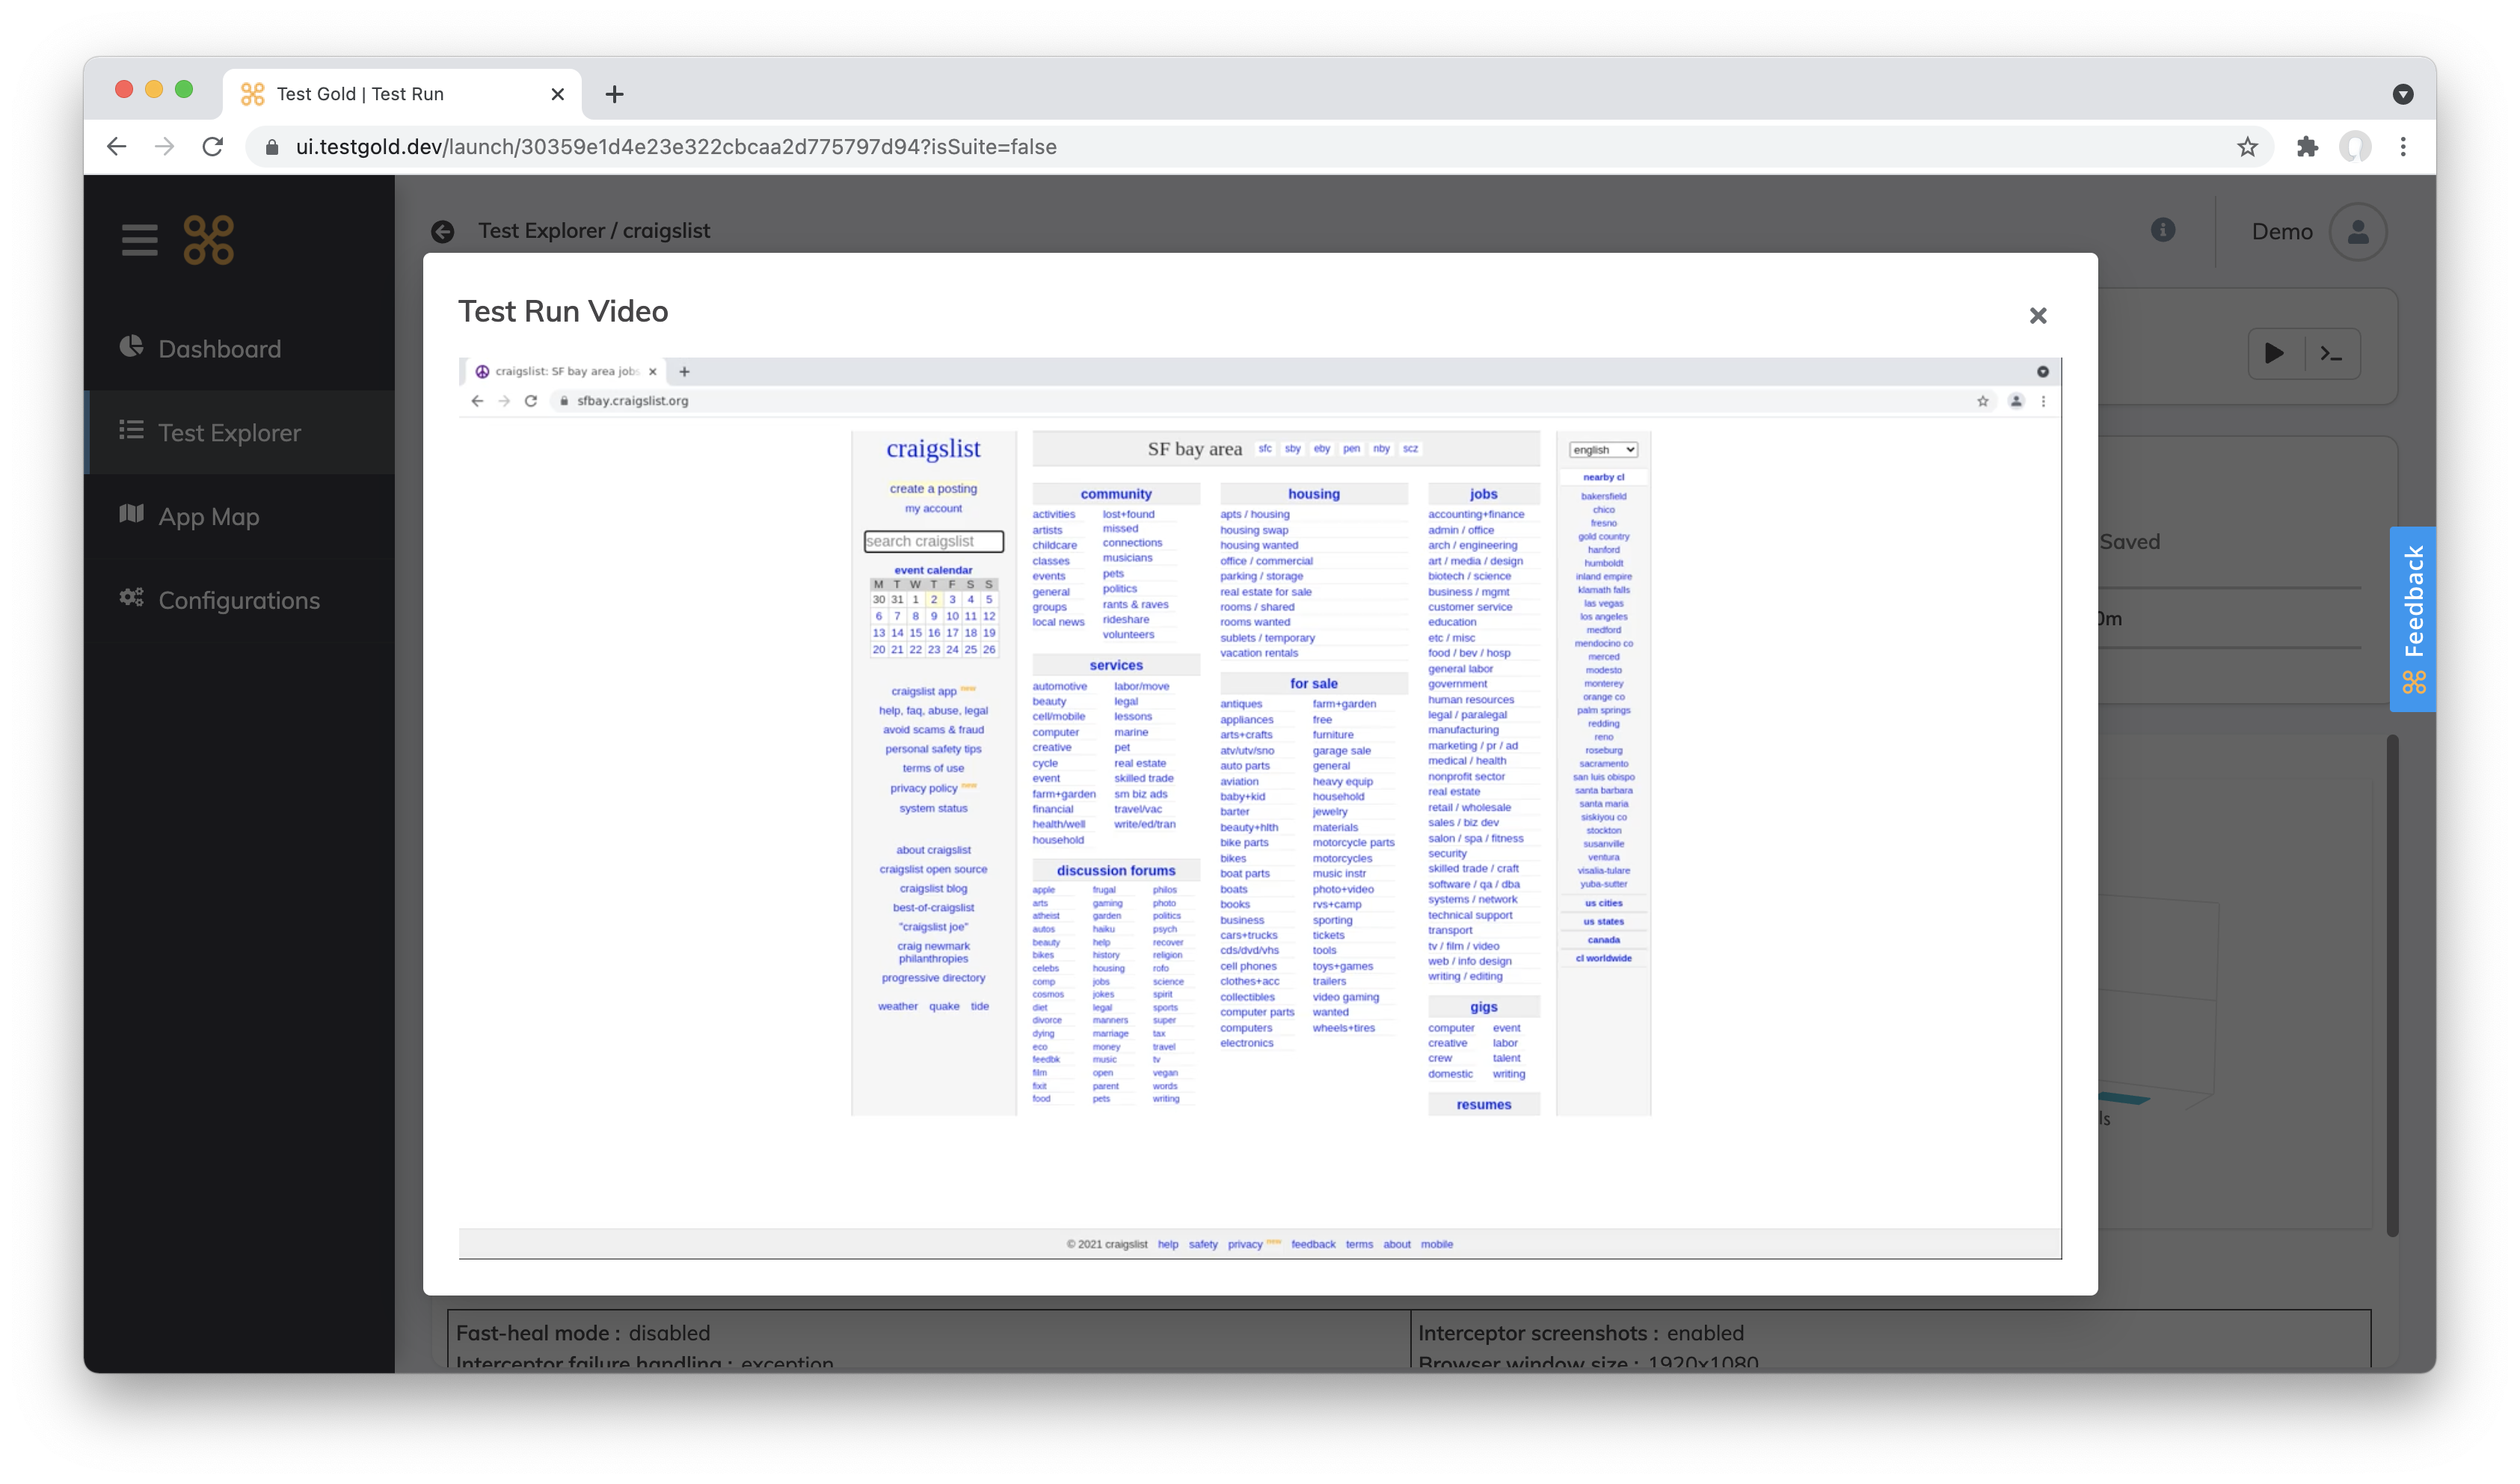 Test Gold | Test Run
ui.testgold.dev/launch/30359e1d4e23e322cbcaa2d775797d94?isSuite=false
Test Explorer / craigslist
Demo
Dashboard
Test Explorer
App Map
Configurations
Test Run Video
craigslist: SF bay area jobs
sfbay.craigslist.org
craigslist
create a posting
my account
search craigslist
event calendar
M T W T F S S
30 31 1 2 3 4 5
6 7 8 9 10 11 12
13 14 15 16 17 18 19
20 21 22 23 24 25 26
craigslist app new
help, faq, abuse, legal
avoid scams & fraud
personal safety tips
terms of use
privacy policy new
system status
about craigslist
craigslist open source
craigslist blog
best-of-craigslist
"craigslist joe"
craig newmark
philanthropies
progressive directory
weather quake tide
SF bay area sfc sby eby pen nby scz
community
activities
artists
childcare
classes
events
general
groups
local news
lost+found
missed
connections
musicians
pets
politics
rants & raves
rideshare
volunteers
services
automotive
beauty
cell/mobile
computer
creative
cycle
event
farm+garden
financial
health/well
household
labor/move
legal
lessons
marine
pet
real estate
skilled trade
sm biz ads
travel/vac
write/ed/tran
discussion forums
apple
arts
atheist
autos
beauty
bikes
celebs
comp
cosmos
diet
divorce
dying
eco
feedbk
film
fixit
food
frugal
gaming
garden
haiku
help
history
housing
jobs
jokes
legal
manners
marriage
money
music
open
parent
pets
philos
photo
politics
psych
recover
religion
rofo
science
spirit
sports
super
tax
travel
tv
vegan
words
writing
housing
apts / housing
housing swap
housing wanted
office / commercial
parking / storage
real estate for sale
rooms / shared
rooms wanted
sublets / temporary
vacation rentals
for sale
antiques
appliances
arts+crafts
atv/utv/sno
auto parts
aviation
baby+kid
barter
beauty+hlth
bike parts
bikes
boat parts
boats
books
business
cars+trucks
cds/dvd/vhs
cell phones
clothes+acc
collectibles
computer parts
computers
electronics
farm+garden
free
furniture
garage sale
general
heavy equip
household
jewelry
materials
motorcycle parts
motorcycles
music instr
photo+video
rvs+camp
sporting
tickets
tools
toys+games
trailers
video gaming
wanted
wheels+tires
jobs
accounting+finance
admin / office
arch / engineering
art / media / design
biotech / science
business / mgmt
customer service
education
etc / misc
food / bev / hosp
general labor
government
human resources
legal / paralegal
manufacturing
marketing / pr / ad
medical / health
nonprofit sector
real estate
retail / wholesale
sales / biz dev
salon / spa / fitness
security
skilled trade / craft
software / qa / dba
systems / network
technical support
transport
tv / film / video
web / info design
writing / editing
gigs
computer
creative
crew
domestic
event
labor
talent
writing
resumes
english
nearby cl
bakersfield
chico
fresno
gold country
hanford
humboldt
inland empire
klamath falls
las vegas
los angeles
medford
mendocino co
merced
modesto
monterey
orange co
palm springs
redding
reno
roseburg
sacramento
san luis obispo
santa barbara
santa maria
siskiyou co
stockton
susanville
ventura
visalia-tulare
yuba-sutter
us cities
us states
canada
cl worldwide
© 2021 craigslist help safety privacy new feedback terms about mobile
Saved
0m
ls
Feedback
Fast-heal mode : disabled
Interceptor screenshots : enabled
Interceptor failure handling : exception
Browser window size : 1920x1080